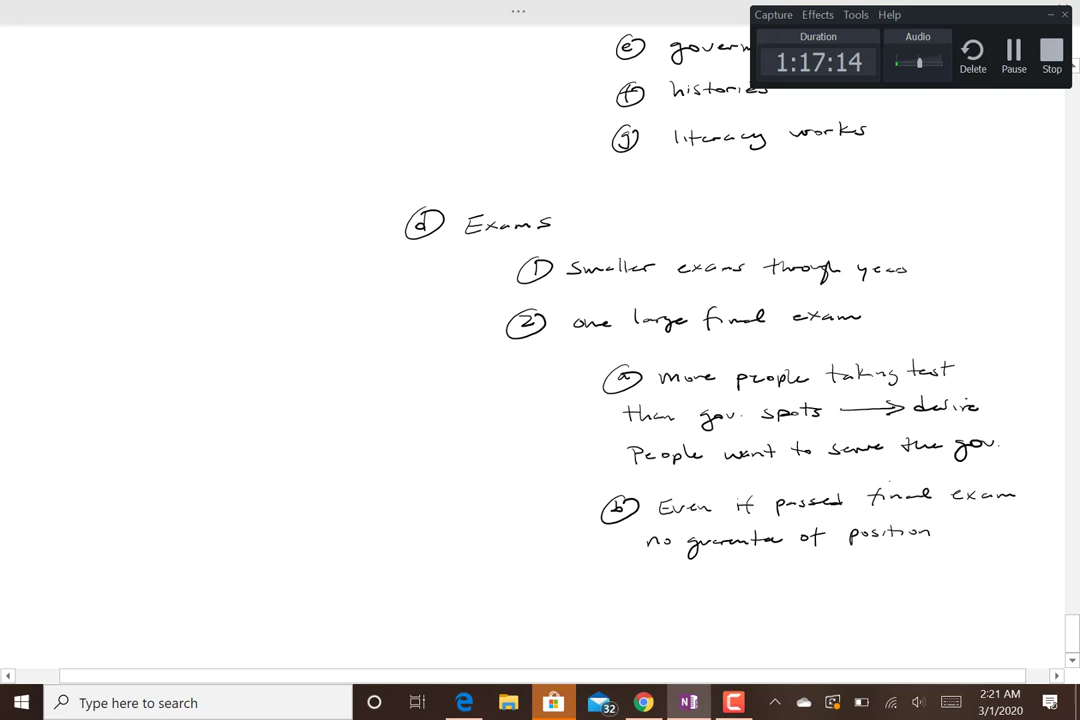 Capture Effects Tools Help
Duration Audio
1:17:14 Delete Pause Stop
e govern
f histories
g literacy works
d Exams
1 smaller exams through years
2 one large final exam
a more people taking test
than gov. spots → desire
People want to serve the gov.
b Even if passed final exam
no guarantee of position
Type here to search
32
2:21 AM
3/1/2020